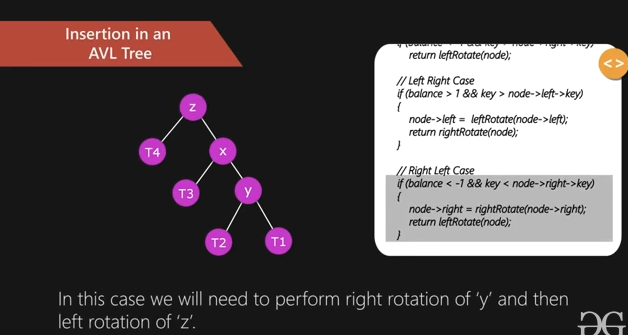 Insertion in an
AVL Tree
return leftRotate(node);
< >
// Left Right Case
if (balance > 1 && key > node->left->key)
{
node->left = leftRotate(node->left);
return rightRotate(node);
}
// Right Left Case
if (balance < -1 && key < node->right->key)
{
node->right = rightRotate(node->right);
return leftRotate(node);
}
z
T4
x
T3
y
T2
T1
In this case we will need to perform right rotation of ‘y’ and then
left rotation of ‘z’.